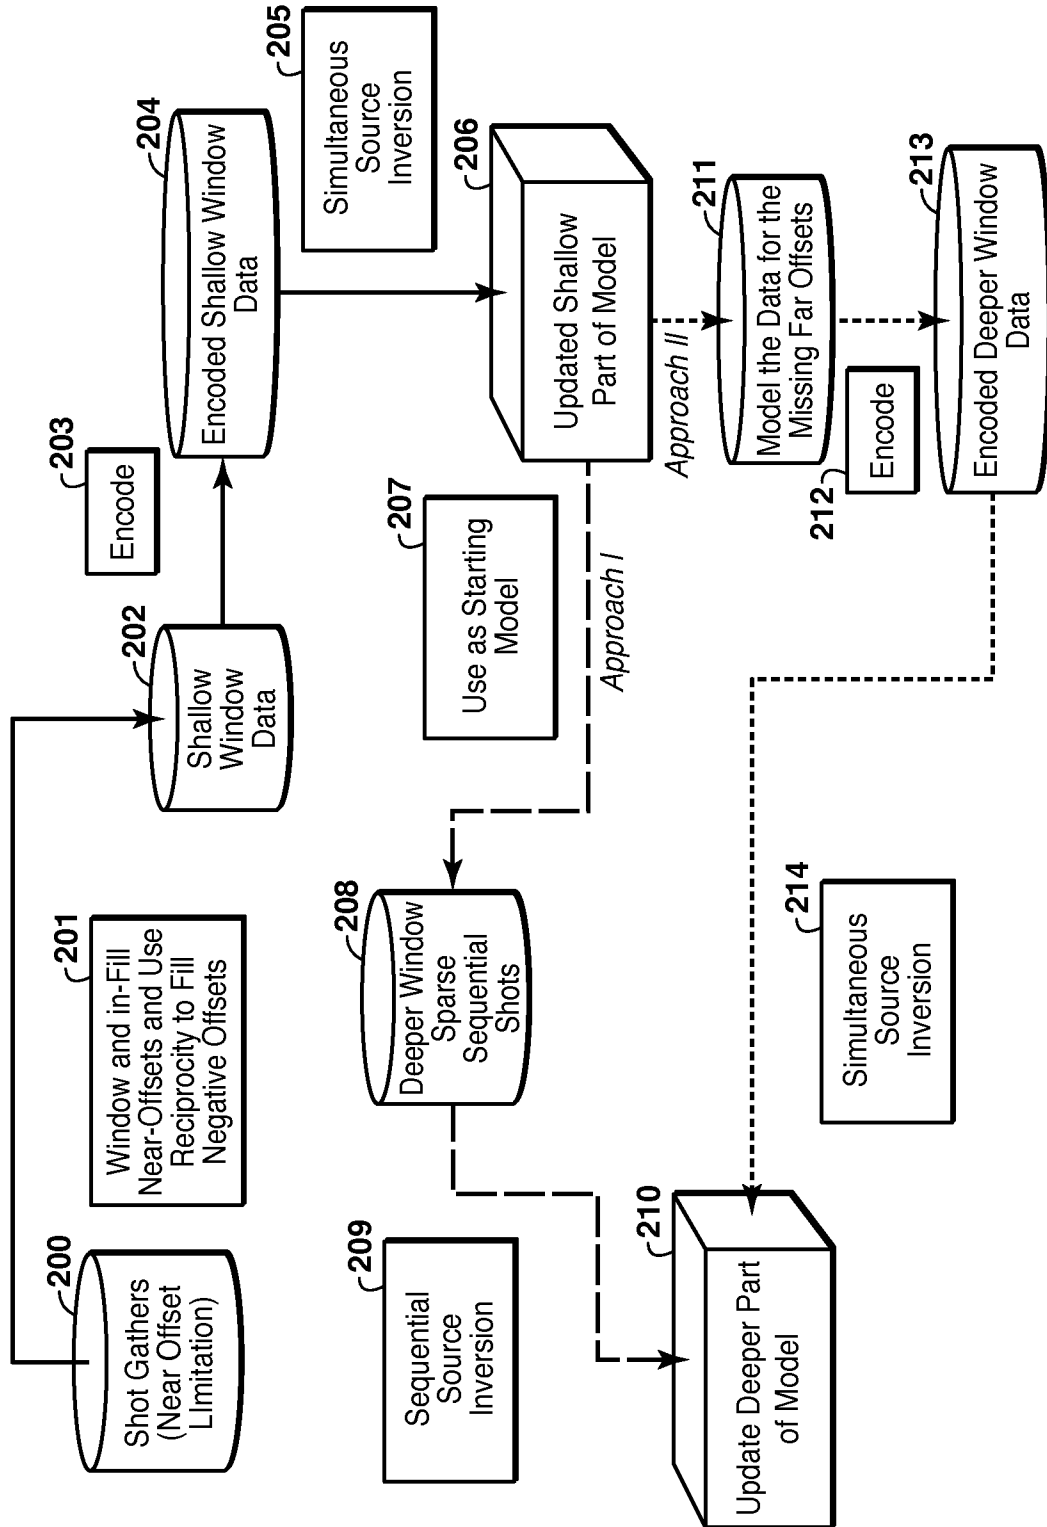 200
Shot Gathers
(Near Offset
LImitation)
201
Window and in-Fill
Near-Offsets and Use
Reciprocity to Fill
Negative Offsets
202
Shallow
Window
Data
203
Encode
204
Encoded Shallow Window
Data
205
Simultaneous
Source
Inversion
206
Updated Shallow
Part of Model
207
Use as Starting
Model
Approach I
208
Deeper Window
Sparse
Sequential
Shots
209
Sequential
Source
Inversion
210
Update Deeper Part
of Model
Approach II
211
Model the Data for the
Missing Far Offsets
212
Encode
213
Encoded Deeper Window
Data
214
Simultaneous
Source
Inversion